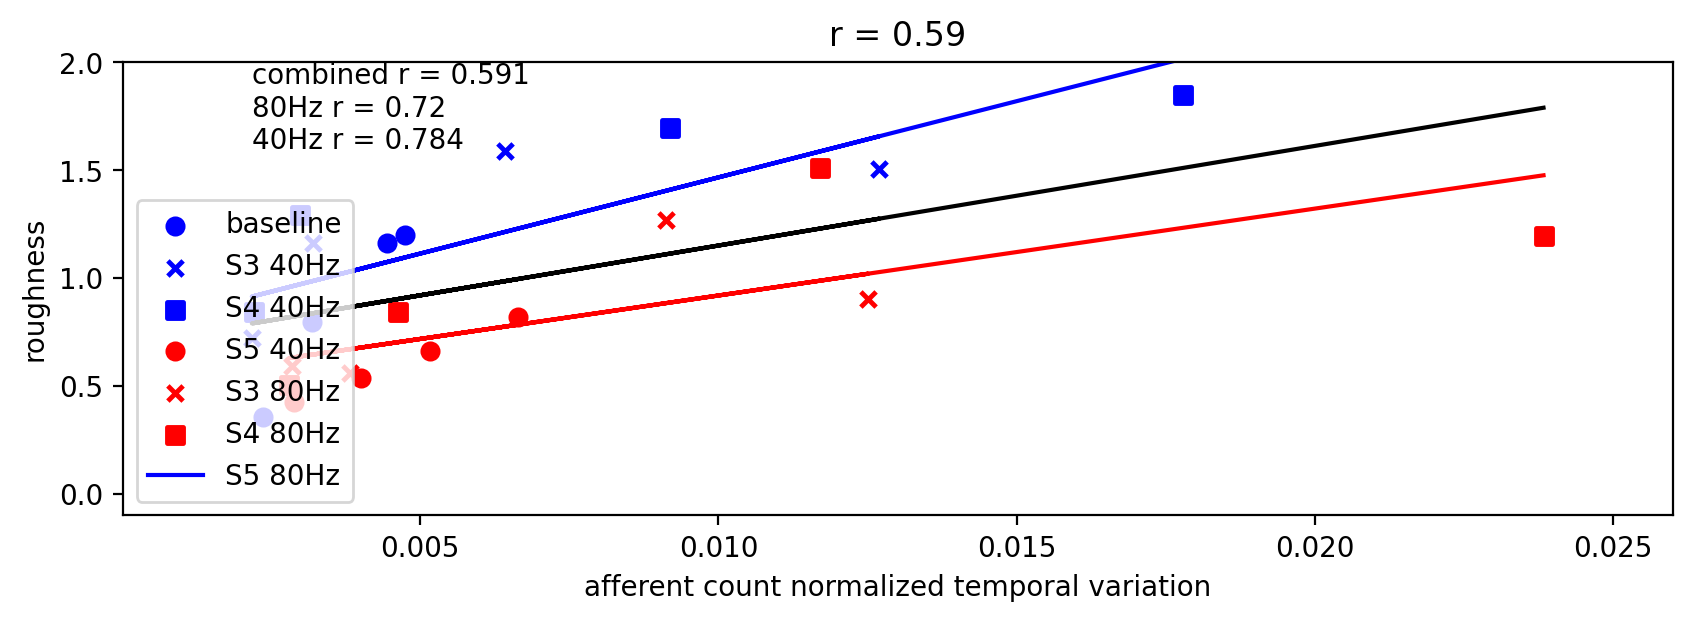 r = 0.59
combined r = 0.591
80Hz r = 0.72
40Hz r = 0.784
2.0
1.5
1.0
0.5
0.0
roughness
baseline
S3 40Hz
S4 40Hz
S5 40Hz
S3 80Hz
S4 80Hz
S5 80Hz
0.005
0.010
0.015
0.020
0.025
afferent count normalized temporal variation